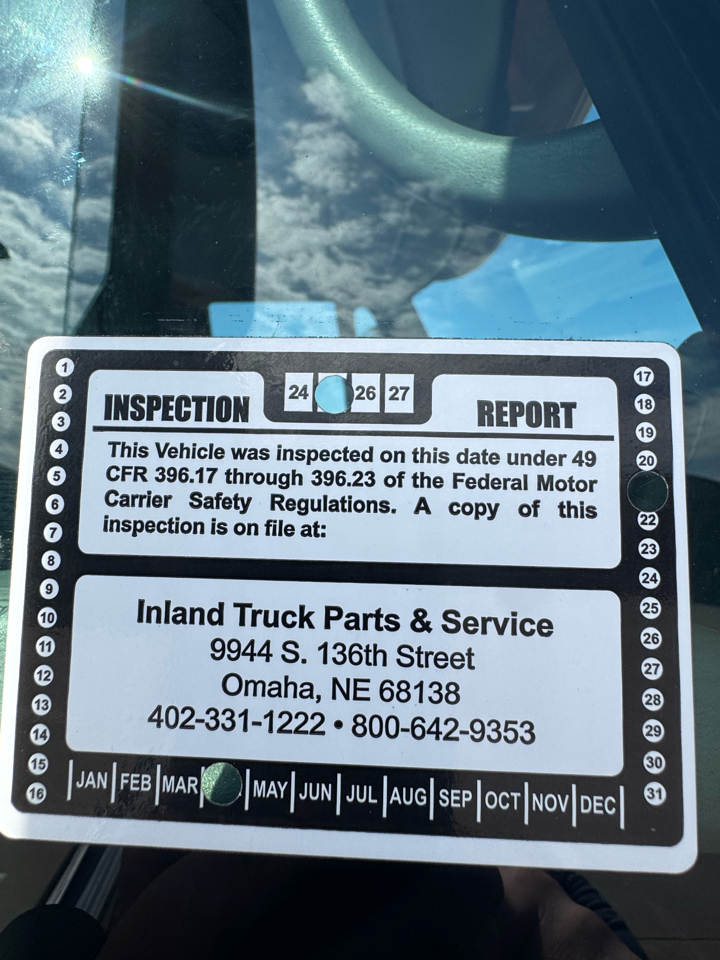 INSPECTION
24 26 27
REPORT
This Vehicle was inspected on this date under 49
CFR 396.17 through 396.23 of the Federal Motor
Carrier Safety Regulations. A copy of this
inspection is on file at:
Inland Truck Parts & Service
9944 S. 136th Street
Omaha, NE 68138
402-331-1222 • 800-642-9353
1
2
3
4
5
6
7
8
9
10
11
12
13
14
15
16
JAN FEB MAR MAY JUN JUL AUG SEP OCT NOV DEC
17
18
19
20
22
23
24
25
26
27
28
29
30
31